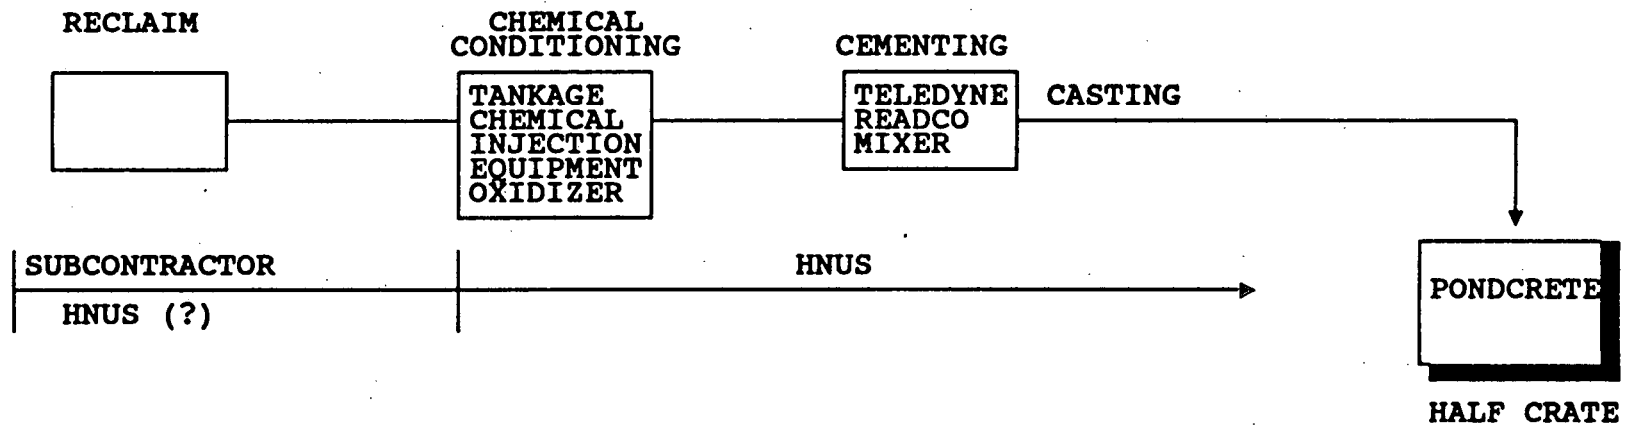 RECLAIM
CHEMICAL
CONDITIONING
TANKAGE
CHEMICAL
INJECTION
EQUIPMENT
OXIDIZER
CEMENTING
TELEDYNE
READCO
MIXER
CASTING
SUBCONTRACTOR
HNUS (?)
HNUS
PONDCRETE
HALF CRATE